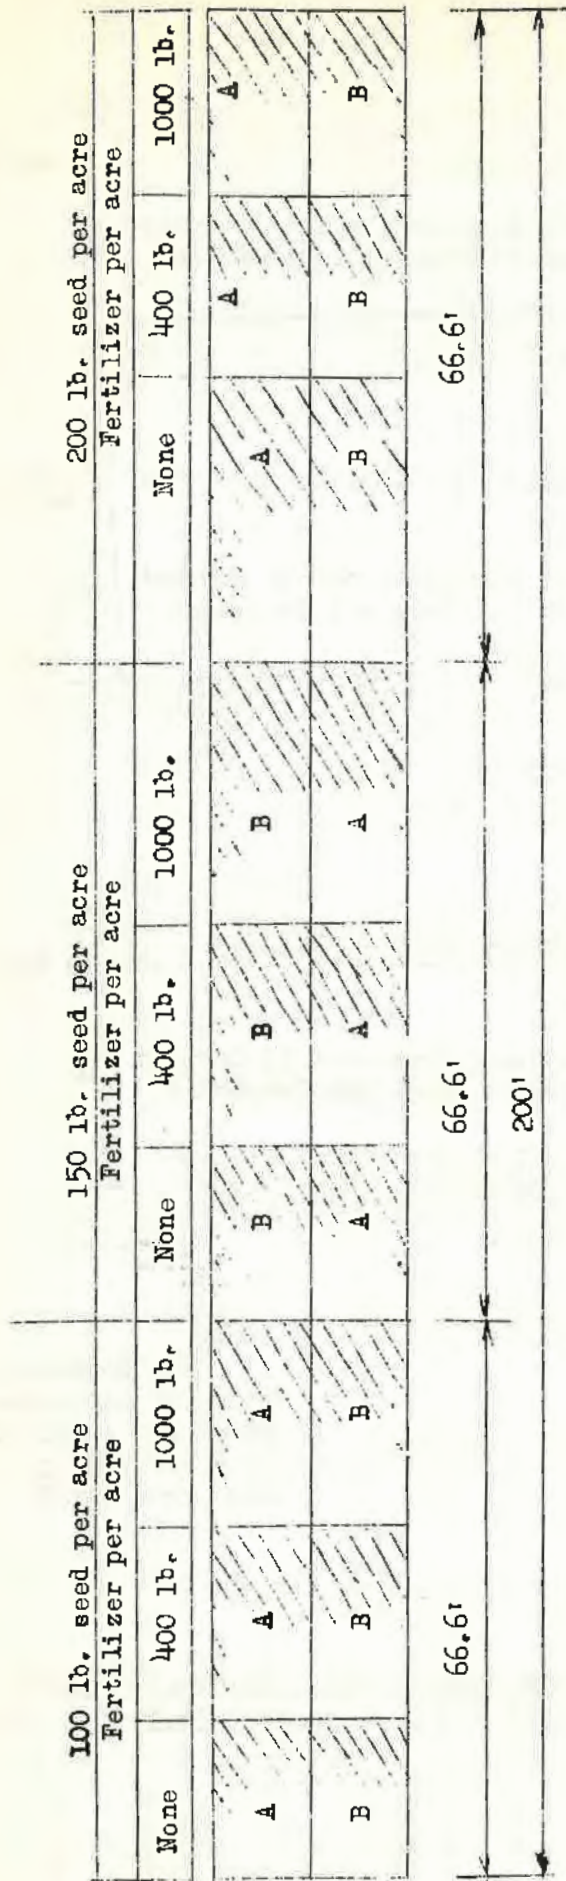 100 lb. seed per acre
Fertilizer per acre
None 400 lb. 1000 lb.
150 lb. seed per acre
Fertilizer per acre
None 400 lb. 1000 lb.
200 lb. seed per acre
Fertilizer per acre
None 400 lb. 1000 lb.
A A A B B B A A A
B B B A A A B B B
66.6' 66.6' 66.6'
200'